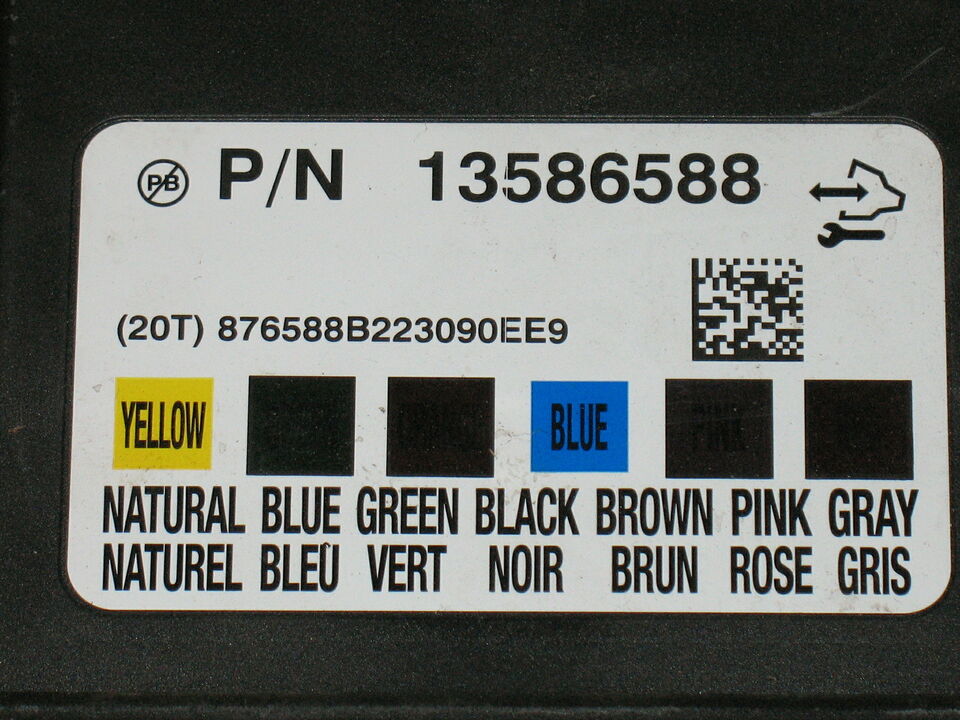 PB P/N 13586588
(20T) 876588B223090EE9
YELLOW BLUE
NATURAL BLUE GREEN BLACK BROWN PINK GRAY
NATUREL BLEU VERT NOIR BRUN ROSE GRIS